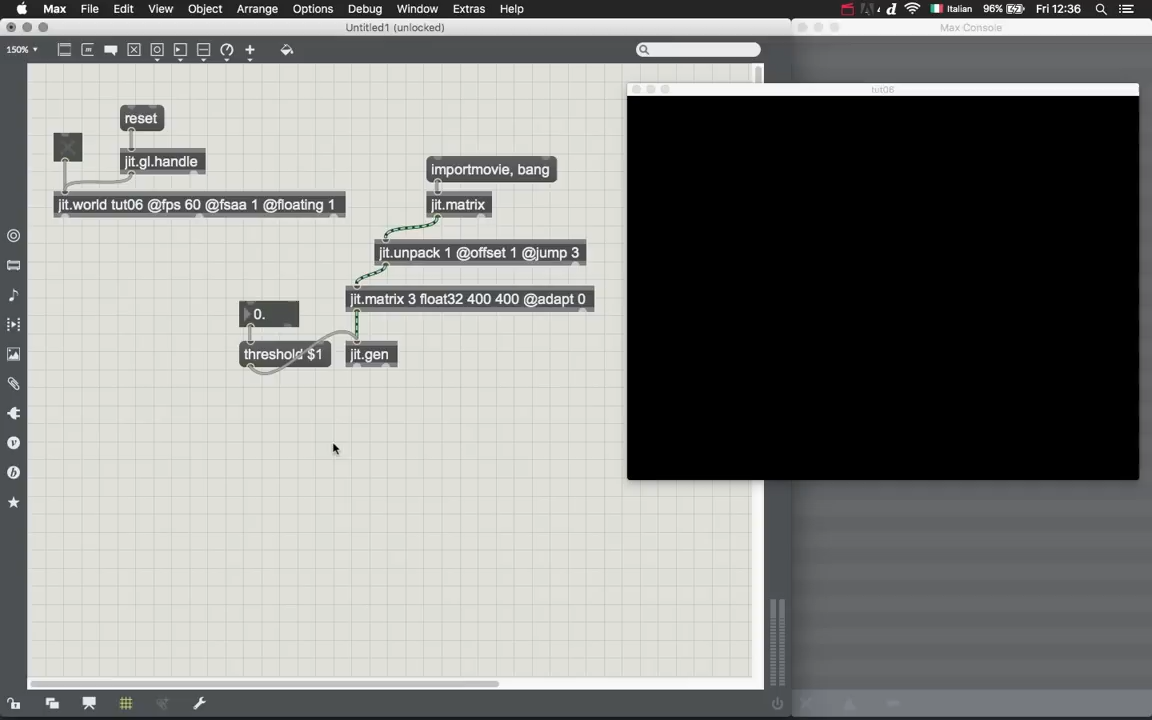 Max File Edit View Object Arrange Options Debug Window Extras Help
4 Italian 96% Fri 12:36
Untitled1 (unlocked)
Max Console
150%
tut06
reset
jit.gl.handle
importmovie, bang
jit.world tut06 @fps 60 @fsaa 1 @floating 1
jit.matrix
jit.unpack 1 @offset 1 @jump 3
jit.matrix 3 float32 400 400 @adapt 0
0.
threshold $1
jit.gen